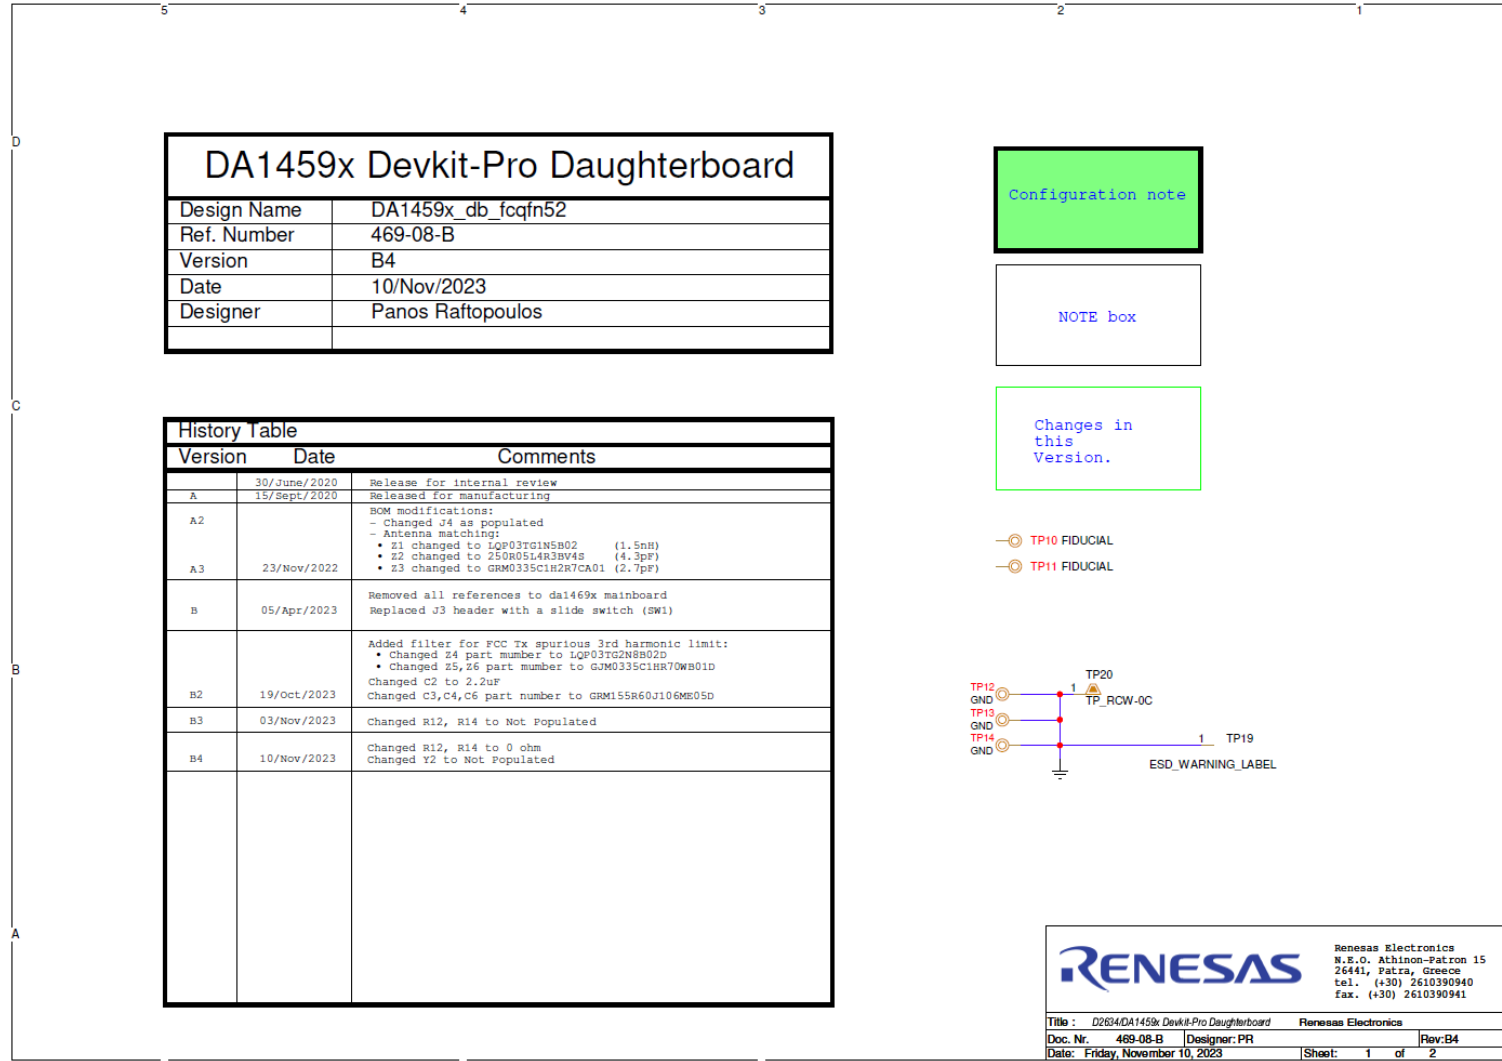 5 4 3 2 1
D
DA1459x Devkit-Pro Daughterboard
Design Name DA1459x_db_fcqfn52
Ref. Number 469-08-B
Version B4
Date 10/Nov/2023
Designer Panos Raftopoulos
Configuration note
NOTE box
C
Changes in
this
Version.
History Table
Version Date Comments
30/June/2020 Release for internal review
A 15/Sept/2020 Released for manufacturing
A2
BOM modifications:
- Changed J4 as populated
- Antenna matching:
• Z1 changed to LQP03TG1N5B02 (1.5nH)
• Z2 changed to 250R05L4R3BV4S (4.3pF)
A3 23/Nov/2022 • Z3 changed to GRM0335C1H2R7CA01 (2.7pF)
Removed all references to da1469x mainboard
B 05/Apr/2023 Replaced J3 header with a slide switch (SW1)
Added filter for FCC Tx spurious 3rd harmonic limit:
• Changed Z4 part mumber to LQP03TG2N8B02D
• Changed Z5,Z6 part mumber to GJM0335C1HR70WB01D
Changed C2 to 2.2uF
B2 19/Oct/2023 Changed C3,C4,C6 part number to GRM155R60J106ME05D
B3 03/Nov/2023 Changed R12, R14 to Not Populated
Changed R12, R14 to 0 ohm
B4 10/Nov/2023 Changed Y2 to Not Populated
TP10 FIDUCIAL
TP11 FIDUCIAL
B
TP20
TP12 1
GND TP_RCW-0C
TP13
GND
TP14 1 TP19
GND
ESD_WARNING_LABEL
A
RENESAS
Renesas Electronics
N.E.O. Athinon-Patron 15
26441, Patra, Greece
tel. (+30) 2610390940
fax. (+30) 2610390941
Title : D2634/DA1459x Devkit-Pro Daughterboard Renesas Electronics
Doc. Nr. 469-08-B Designer: PR Rev:B4
Date: Friday, November 10, 2023 Sheet: 1 of 2